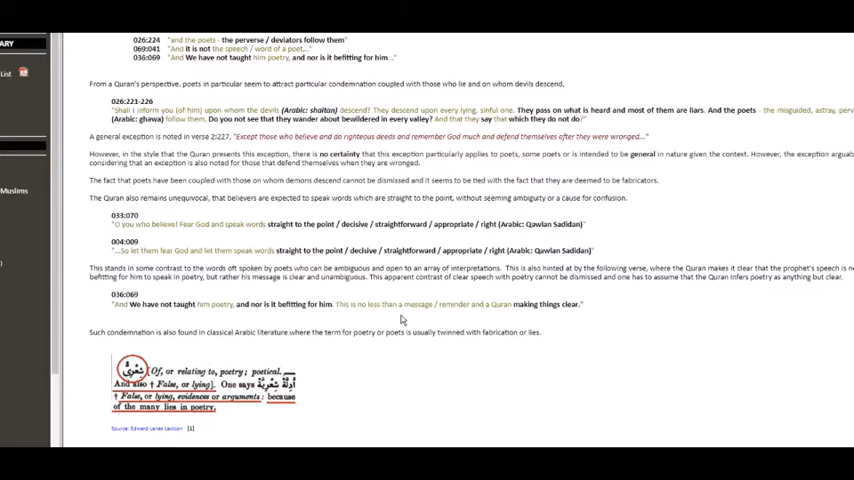 ARY
List
Muslims
026:224 "and the poets - the perverse / deviators follow them"
069:041 "And it is not the speech / word of a poet..."
036:069 "And We have not taught him poetry, and nor is it befitting for him..."
From a Quran's perspective, poets in particular seem to attract particular condemnation coupled with those who lie and on whom devils descend.
026:221-226
"Shall I inform you (of him) upon whom the devils (Arabic: shaitan) descend? They descend upon every lying, sinful one. They pass on what is heard and most of them are liars. And the poets - the misguided, astray, perv
(Arabic: ghawa) follow them. Do you not see that they wander about bewildered in every valley? And that they say that which they do not do?"
A general exception is noted in verse 2:227, "Except those who believe and do righteous deeds and remember God much and defend themselves after they were wronged..."
However, in the style that the Quran presents this exception, there is no certainty that this exception particularly applies to poets, some poets or is intended to be general in nature given the context. However, the exception arguab
considering that an exception is also noted for those that defend themselves when they are wronged.
The fact that poets have been coupled with those on whom demons descend cannot be dismissed and it seems to be tied with the fact that they are deemed to be fabricators.
The Quran also remains unequivocal, that believers are expected to speak words which are straight to the point, without seeming ambiguity or a cause for confusion.
033:070
"O you who believe! Fear God and speak words straight to the point / decisive / straightforward / appropriate / right (Arabic: Qawlan Sadidan)"
004:009
"...So let them fear God and let them speak words straight to the point / decisive / straightforward / appropriate / right (Arabic: Qawlan Sadidan)"
This stands in some contrast to the words oft spoken by poets who can be ambiguous and open to an array of interpretations. This is also hinted at by the following verse, where the Quran makes it clear that the prophet's speech is ne
befitting for him to speak in poetry, but rather his message is clear and unambiguous. This apparent contrast of clear speech with poetry cannot be dismissed and one has to assume that the Quran infers poetry as anything but clear.
036:069
"And We have not taught him poetry, and nor is it befitting for him. This is no less than a message / reminder and a Quran making things clear."
Such condemnation is also found in classical Arabic literature where the term for poetry or poets is usually twinned with fabrication or lies.
شِعْرِىٌّ [Of, or relating to, poetry; poetical.
And also † False, or lying]. One says أَدِلَّةٌ شِعْرِيَّةٌ
† False, or lying, evidences or arguments: because
of the many lies in poetry.
Source: Edward Lanes Lexicon [1]